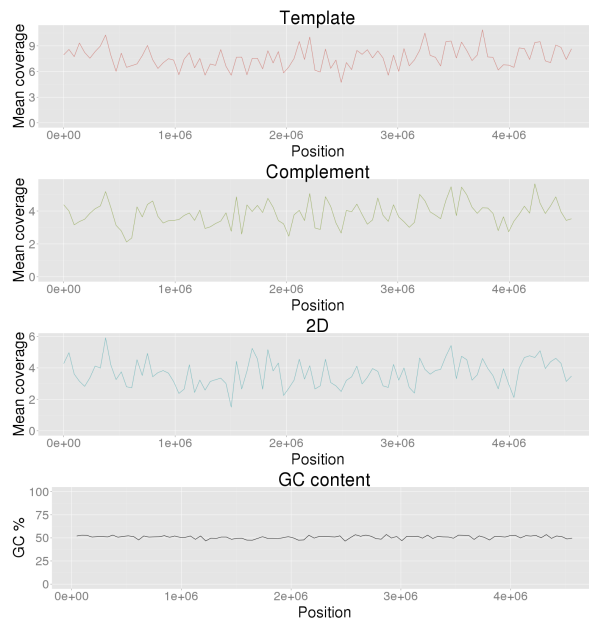 Template
Mean coverage
9
6
3
0
0e+00 1e+06 2e+06 3e+06 4e+06
Position
Complement
Mean coverage
4
2
0
0e+00 1e+06 2e+06 3e+06 4e+06
Position
2D
Mean coverage
6
4
2
0
0e+00 1e+06 2e+06 3e+06 4e+06
Position
GC content
GC %
100
75
50
25
0
0e+00 1e+06 2e+06 3e+06 4e+06
Position